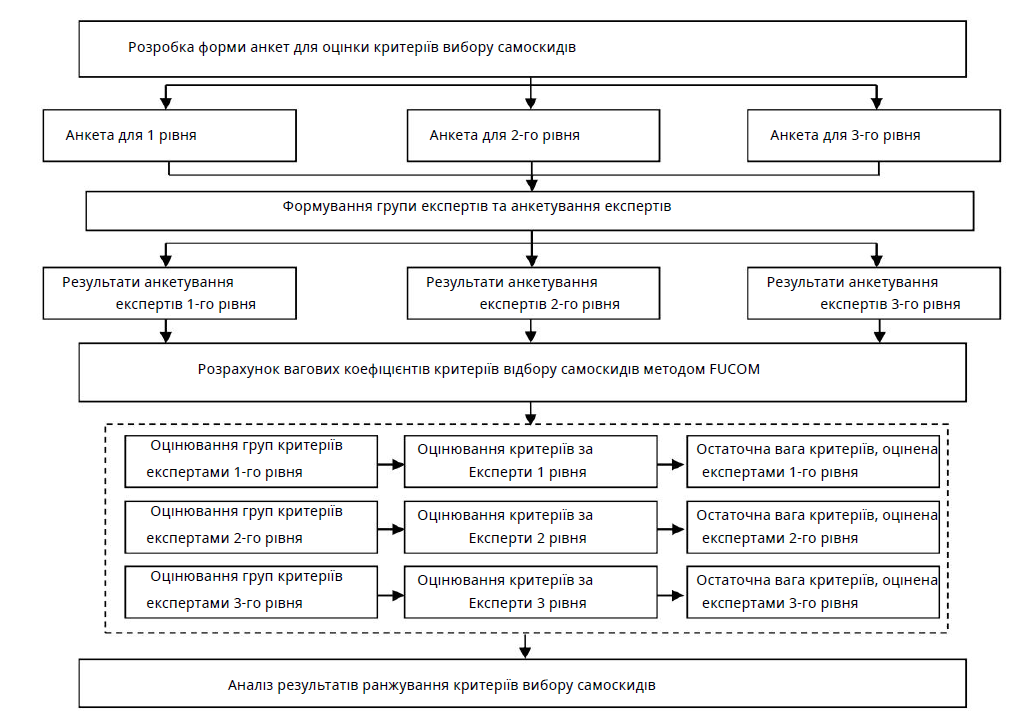 Розробка форми анкет для оцінки критеріїв вибору самоскидів
Анкета для 1 рівня
Анкета для 2-го рівня
Анкета для 3-го рівня
Формування групи експертів та анкетування експертів
Результати анкетування
експертів 1-го рівня
Результати анкетування
експертів 2-го рівня
Результати анкетування
експертів 3-го рівня
Розрахунок вагових коефіцієнтів критеріїв відбору самоскидів методом FUCOM
Оцінювання груп критеріїв
експертами 1-го рівня
Оцінювання критеріїв за
Експерти 1 рівня
Остаточна вага критеріїв, оцінена
експертами 1-го рівня
Оцінювання груп критеріїв
експертами 2-го рівня
Оцінювання критеріїв за
Експерти 2 рівня
Остаточна вага критеріїв, оцінена
експертами 2-го рівня
Оцінювання груп критеріїв
експертами 3-го рівня
Оцінювання критеріїв за
Експерти 3 рівня
Остаточна вага критеріїв, оцінена
експертами 3-го рівня
Аналіз результатів ранжування критеріїв вибору самоскидів